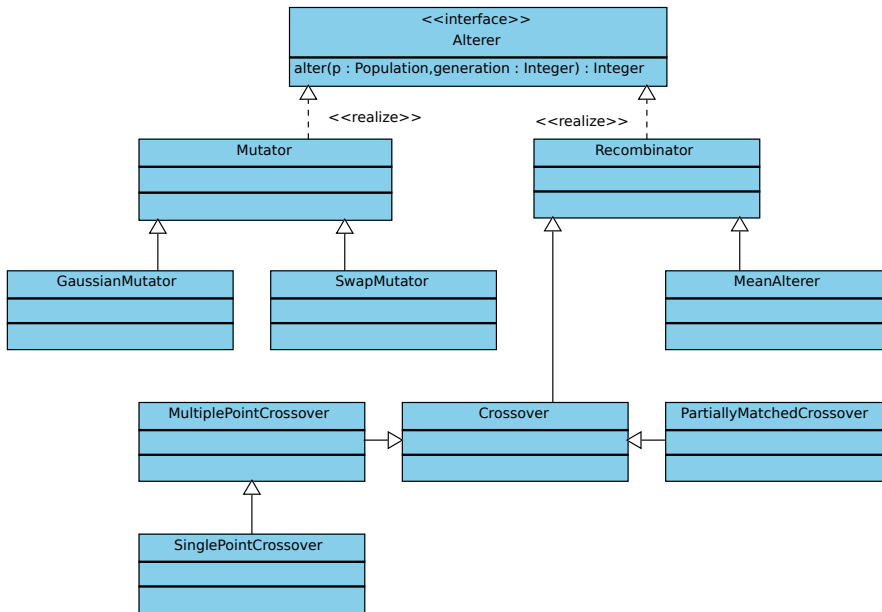 <<interface>>
Alterer
alter(p : Population,generation : Integer) : Integer
<<realize>>
<<realize>>
Mutator
Recombinator
GaussianMutator
SwapMutator
MeanAlterer
MultiplePointCrossover
Crossover
PartiallyMatchedCrossover
SinglePointCrossover